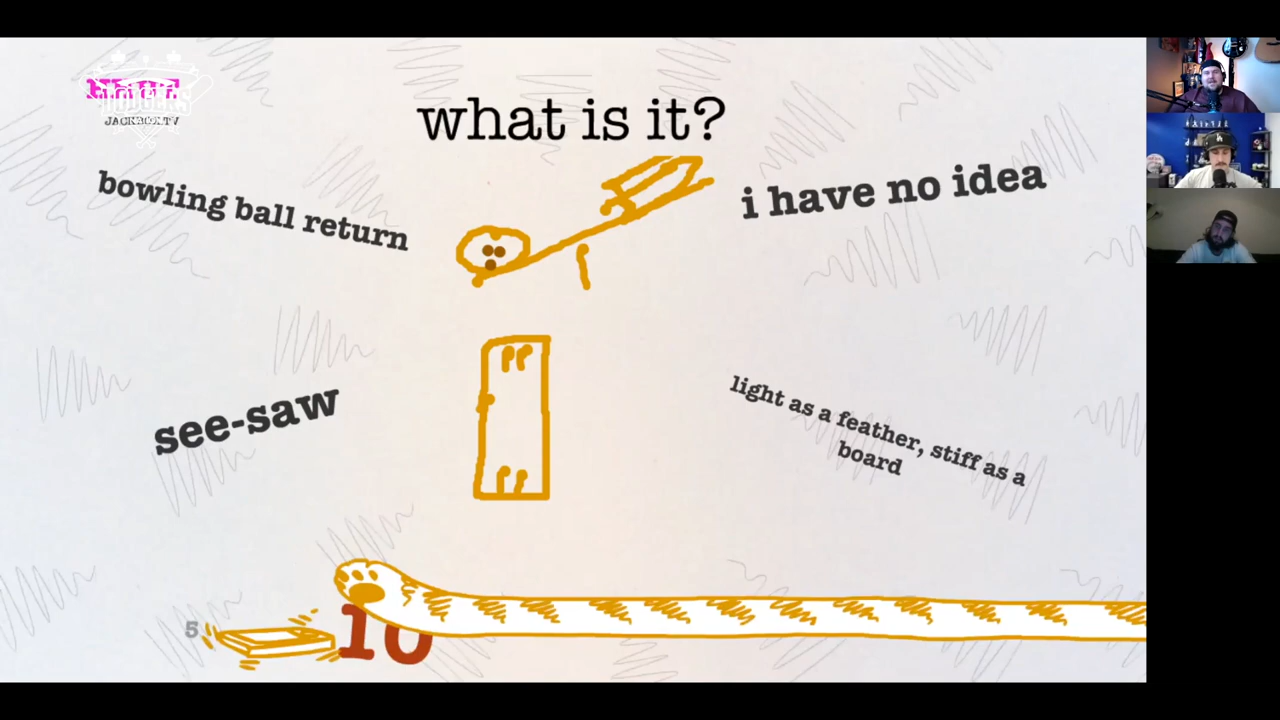 DODGERS
JACKBOX.TV
what is it?
bowling ball return
i have no idea
see-saw
light as a feather, stiff as a
board
5
10